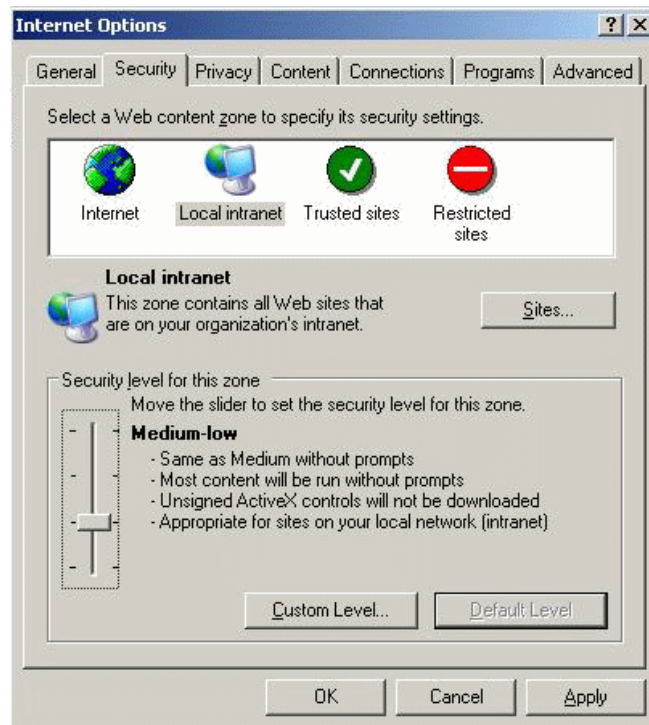 Internet Options
General Security Privacy Content Connections Programs Advanced
Select a Web content zone to specify its security settings.
Internet Local intranet Trusted sites Restricted
sites
Local intranet
This zone contains all Web sites that
are on your organization's intranet.
Sites...
Security level for this zone
Move the slider to set the security level for this zone.
Medium-low
- Same as Medium without prompts
- Most content will be run without prompts
- Unsigned ActiveX controls will not be downloaded
- Appropriate for sites on your local network (intranet)
Custom Level... Default Level
OK Cancel Apply